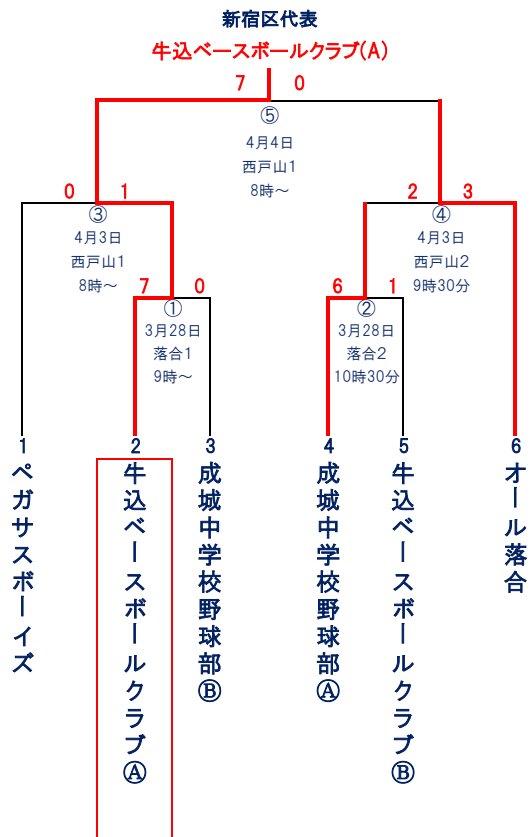 新宿区代表
牛込ベースボールクラブ(A)
7 0
⑤
4月4日
西戸山1
8時～
0 1
③
4月3日
西戸山1
8時～
2 3
④
4月3日
西戸山2
9時30分
7 0
①
3月28日
落合1
9時～
6 1
②
3月28日
落合2
10時30分
1 2 3 4 5 6
ペガサスボーイズ
牛込ベースボールクラブⒶ
成城中学校野球部Ⓑ
成城中学校野球部Ⓐ
牛込ベースボールクラブⒷ
オール落合